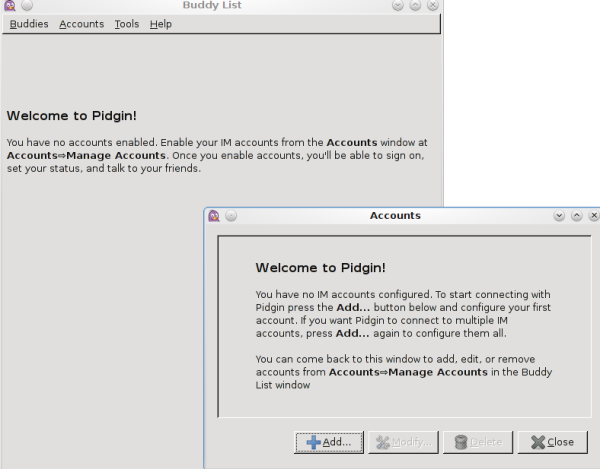 Buddy List
Buddies Accounts Tools Help
Welcome to Pidgin!
You have no accounts enabled. Enable your IM accounts from the Accounts window at
Accounts⇨Manage Accounts. Once you enable accounts, you'll be able to sign on,
set your status, and talk to your friends.
Accounts
Welcome to Pidgin!
You have no IM accounts configured. To start connecting with
Pidgin press the Add... button below and configure your first
account. If you want Pidgin to connect to multiple IM
accounts, press Add... again to configure them all.
You can come back to this window to add, edit, or remove
accounts from Accounts⇨Manage Accounts in the Buddy
List window
Add... Modify... Delete Close